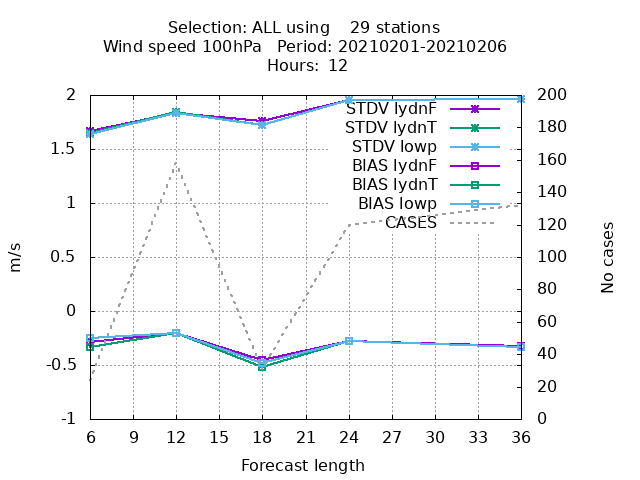 Selection: ALL using    29 stations
Wind speed 100hPa   Period: 20210201-20210206
Hours:  12
2
1.5
1
0.5
0
-0.5
-1
m/s
200
180
160
140
120
100
80
60
40
20
0
No cases
STDV lydnF
STDV lydnT
STDV lowp
BIAS lydnF
BIAS lydnT
BIAS lowp
CASES
6 9 12 15 18 21 24 27 30 33 36
Forecast length